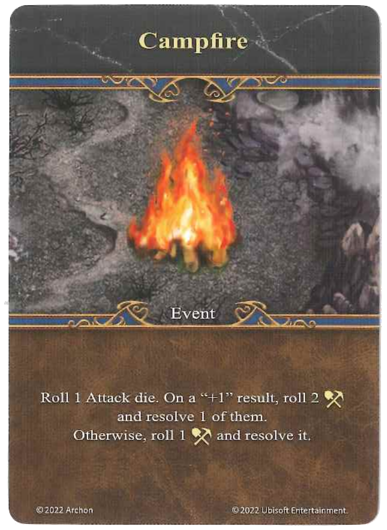 Campfire
Event
Roll 1 Attack die. On a “+1” result, roll 2
and resolve 1 of them.
Otherwise, roll 1 and resolve it.
©2022 Archon
©2022 Ubisoft Entertainment.